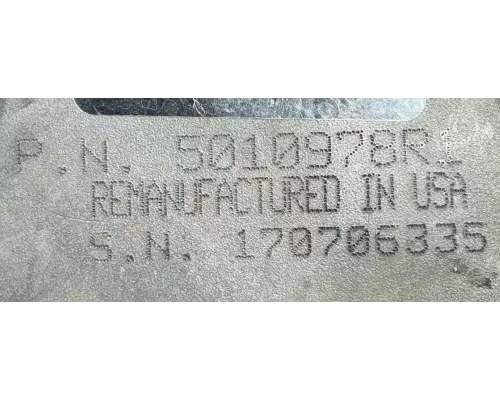 P.N. 5010978R1
REMANUFACTURED IN USA
S.N. 170706335